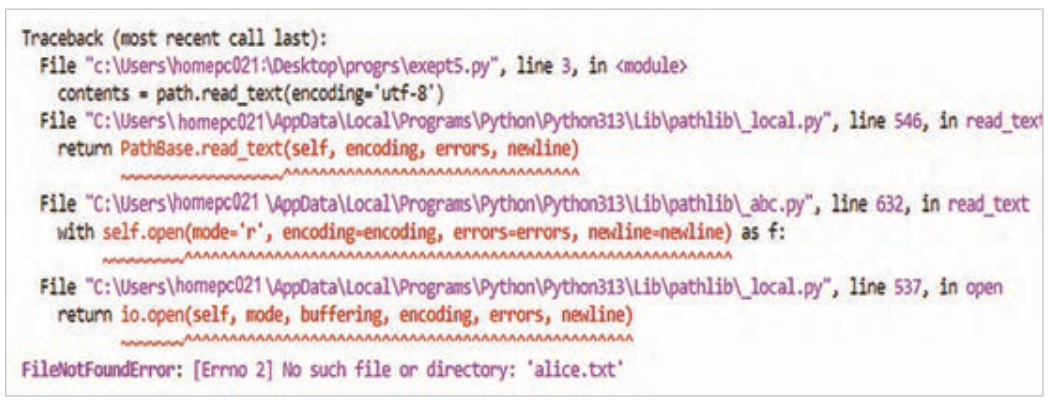 Traceback (most recent call last):
File "c:\Users\homepc021:\Desktop\progrs\exept5.py", line 3, in <module>
contents = path.read_text(encoding='utf-8')
File "C:\Users\homepc021\AppData\Local\Programs\Python\Python313\Lib\pathlib\_local.py", line 546, in read_text
return PathBase.read_text(self, encoding, errors, newline)
~~~~~~~~~~~~~~~~~~^^^^^^^^^^^^^^^^^^^^^^^^^^^^^^^^^
File "C:\Users\homepc021 \AppData\Local\Programs\Python\Python313\Lib\pathlib\_abc.py", line 632, in read_text
with self.open(mode='r', encoding=encoding, errors=errors, newline=newline) as f:
~~~~~~~~~^^^^^^^^^^^^^^^^^^^^^^^^^^^^^^^^^^^^^^^^^^^^^^^^^^^^^^^^^^^^^
File "C:\Users\homepc021 \AppData\Local\Programs\Python\Python313\Lib\pathlib\_local.py", line 537, in open
return io.open(self, mode, buffering, encoding, errors, newline)
~~~~~~~^^^^^^^^^^^^^^^^^^^^^^^^^^^^^^^^^^^^^^^^^^^^^^^^^^
FileNotFoundError: [Errno 2] No such file or directory: 'alice.txt'